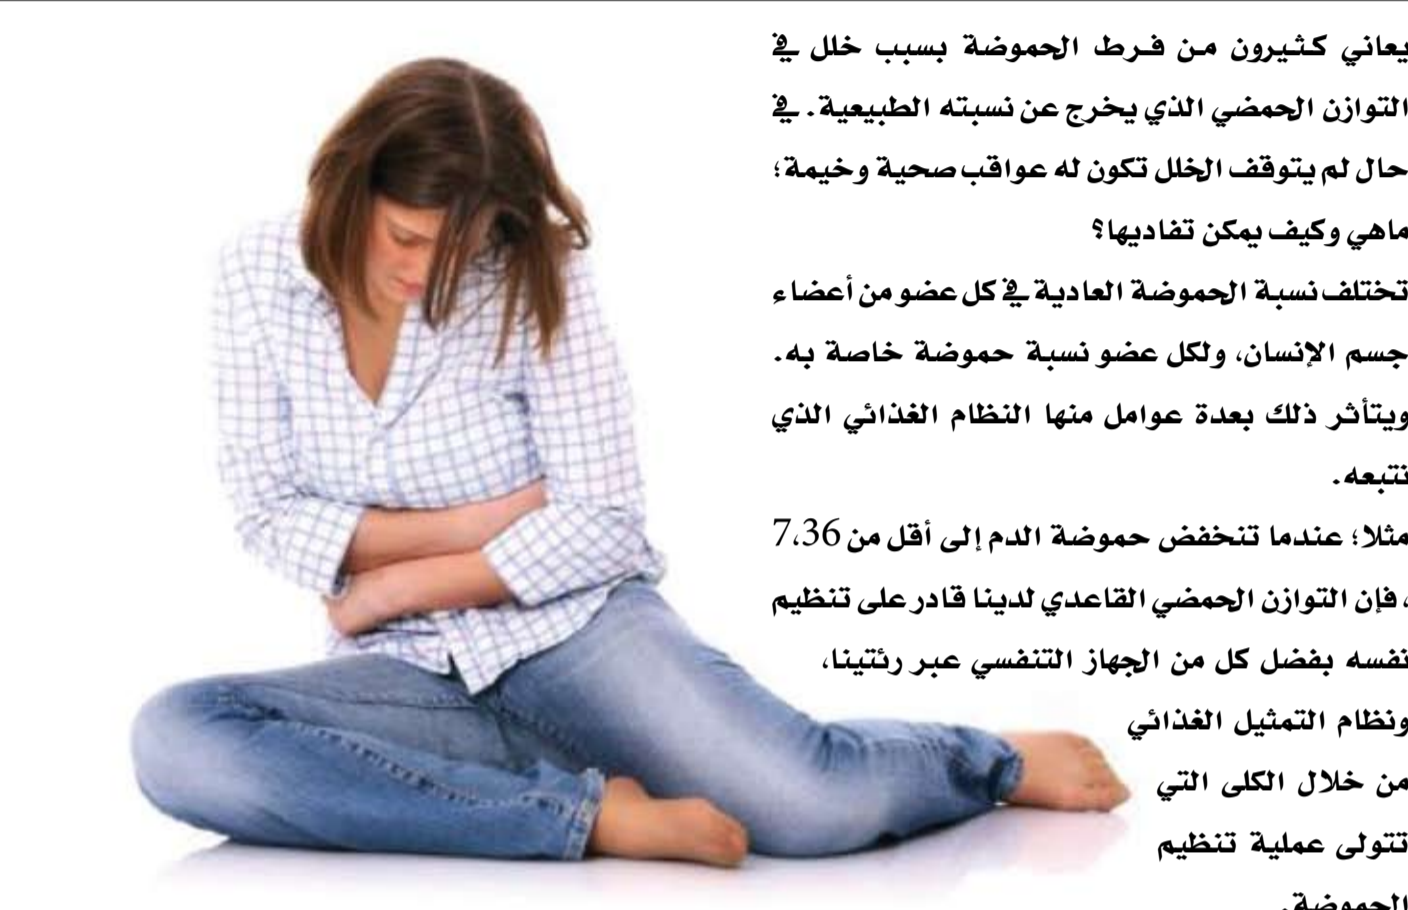 يعاني كثيرون من فرط الحموضة بسبب خلل في
التوازن الحمضي الذي يخرج عن نسبته الطبيعية. في
حال لم يتوقف الخلل تكون له عواقب صحية وخيمة؛
ماهي وكيف يمكن تفاديها؟
تختلف نسبة الحموضة العادية في كل عضو من أعضاء
جسم الإنسان، ولكل عضو نسبة حموضة خاصة به.
ويتأثر ذلك بعدة عوامل منها النظام الغذائي الذي
نتبعه.
مثلا؛ عندما تنخفض حموضة الدم إلى أقل من 7،36
، فإن التوازن الحمضي القاعدي لدينا قادر على تنظيم
نفسه بفضل كل من الجهاز التنفسي عبر رئتينا،
ونظام التمثيل الغذائي
من خلال الكلى التي
تتولى عملية تنظيم
الحموضة.